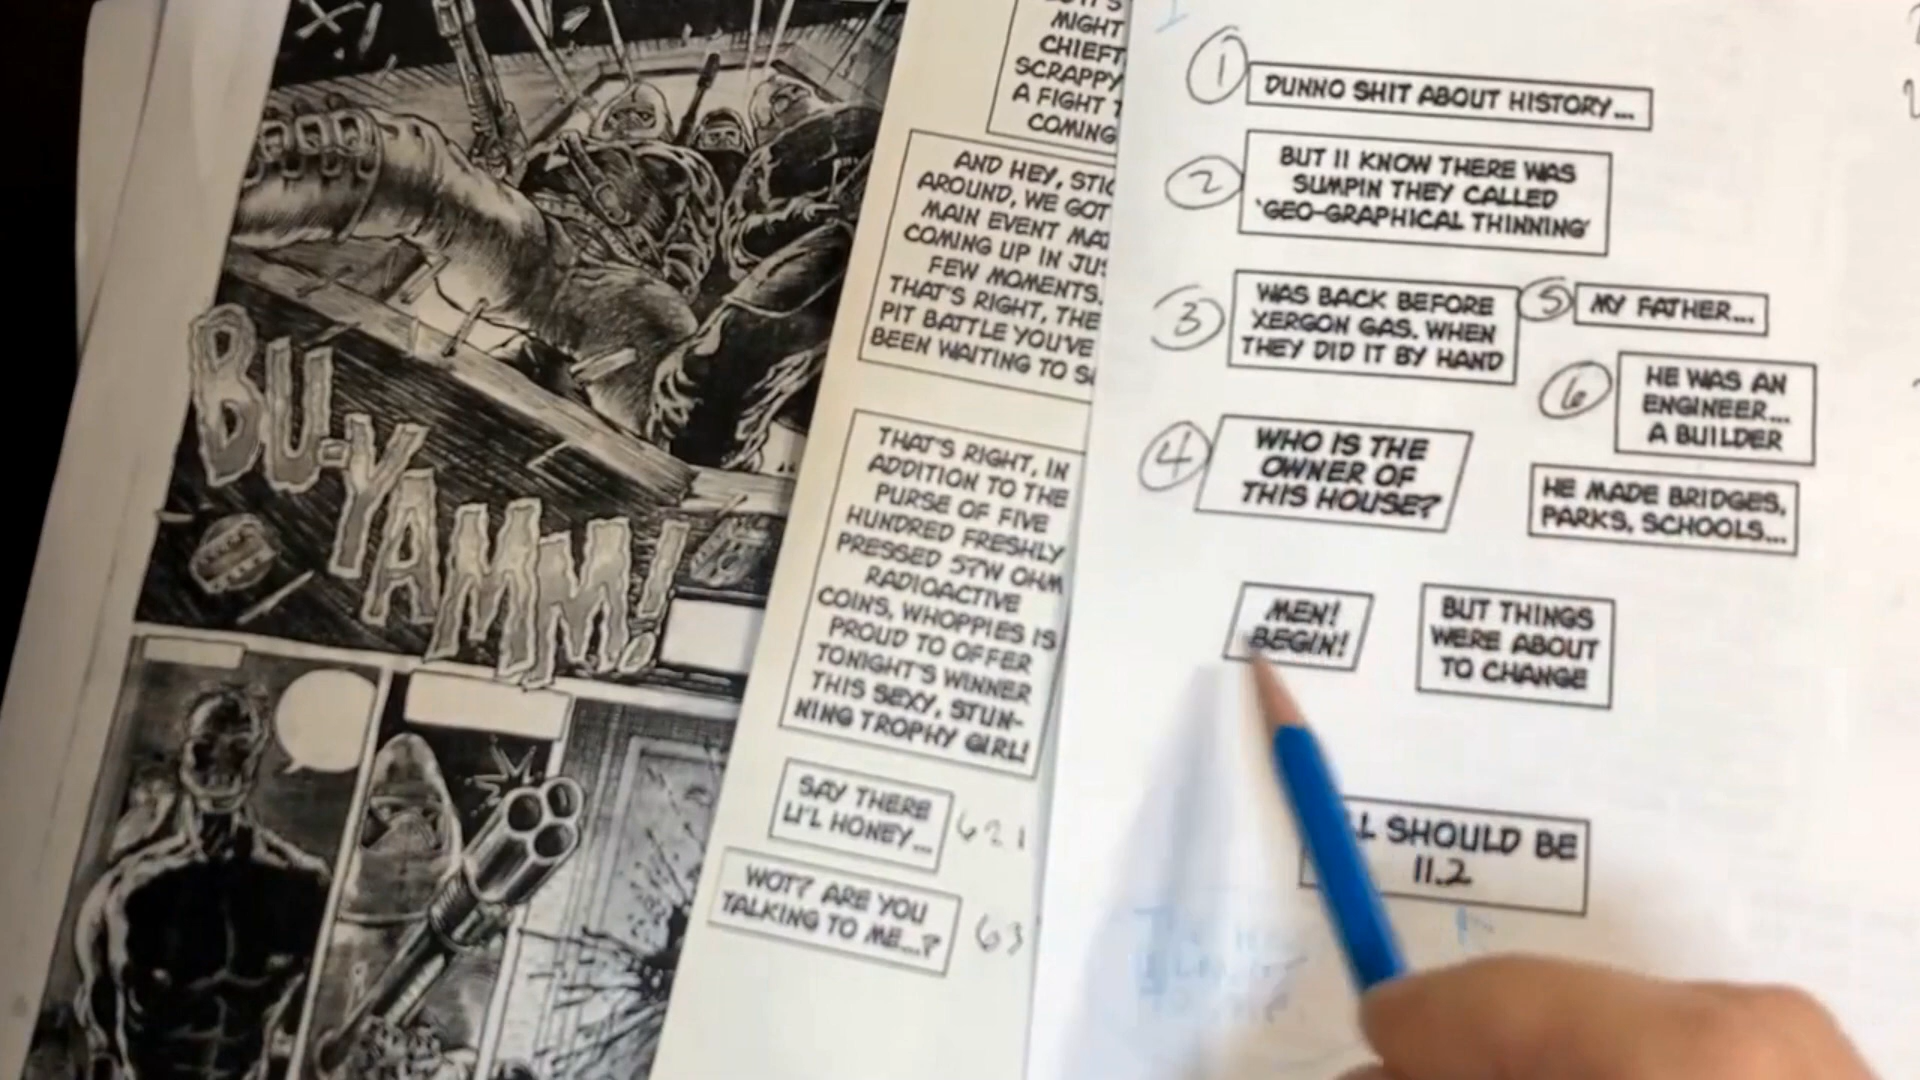 BU-YAMM!
MIGHT
CHIEFT
SCRAPPY
A FIGHT
COMING
AND HEY, STIC
AROUND, WE GOT
MAIN EVENT MAT
COMING UP IN JUS
FEW MOMENTS.
THAT'S RIGHT, THE
PIT BATTLE YOU'VE
BEEN WAITING TO S
THAT'S RIGHT, IN
ADDITION TO THE
PURSE OF FIVE
HUNDRED FRESHLY
PRESSED 57W OHM
RADIOACTIVE
COINS, WHOPPIES IS
PROUD TO OFFER
TONIGHT'S WINNER
THIS SEXY, STUN-
NING TROPHY GIRL!
SAY THERE
LI'L HONEY...
621
WOT? ARE YOU
TALKING TO ME...?
63
1
DUNNO SHIT ABOUT HISTORY...
2
BUT II KNOW THERE WAS
SUMPIN THEY CALLED
'GEO-GRAPHICAL THINNING'
3
WAS BACK BEFORE
XERGON GAS. WHEN
THEY DID IT BY HAND
4
WHO IS THE
OWNER OF
THIS HOUSE?
5
MY FATHER...
6
HE WAS AN
ENGINEER...
A BUILDER
HE MADE BRIDGES,
PARKS, SCHOOLS...
MEN!
BEGIN!
BUT THINGS
WERE ABOUT
TO CHANGE
L SHOULD BE
11.2